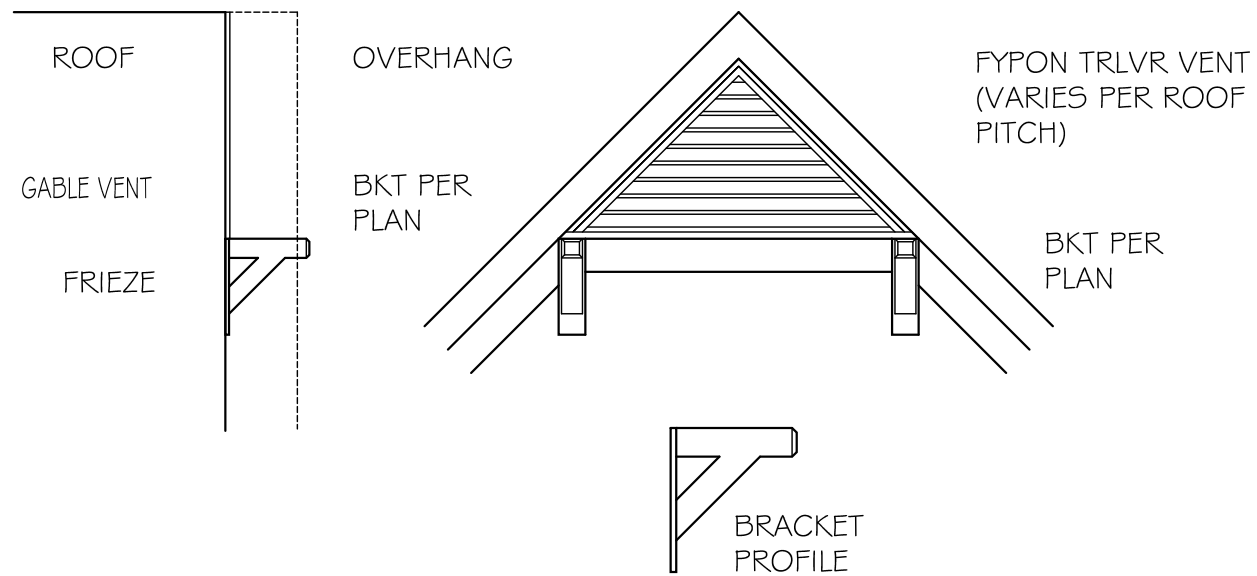 ROOF
GABLE VENT
FRIEZE
OVERHANG
BKT PER
PLAN
FYPON TRLVR VENT
(VARIES PER ROOF
PITCH)
BKT PER
PLAN
BRACKET
PROFILE